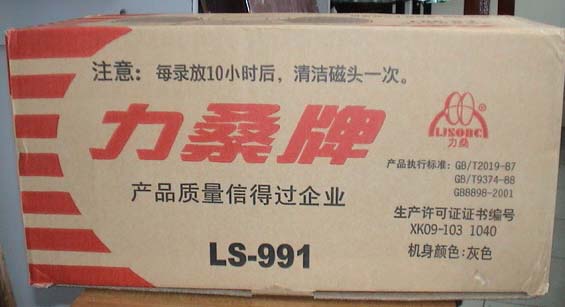 注意：每录放10小时后，清洁磁头一次。
力桑牌
产品质量信得过企业
LS-991
®
LISORC
力桑
产品执行标准：GB/T2019-87
GB/T9374-88
GB8898-2001
生产许可证证书编号
XK09-103 1040
机身颜色：灰色